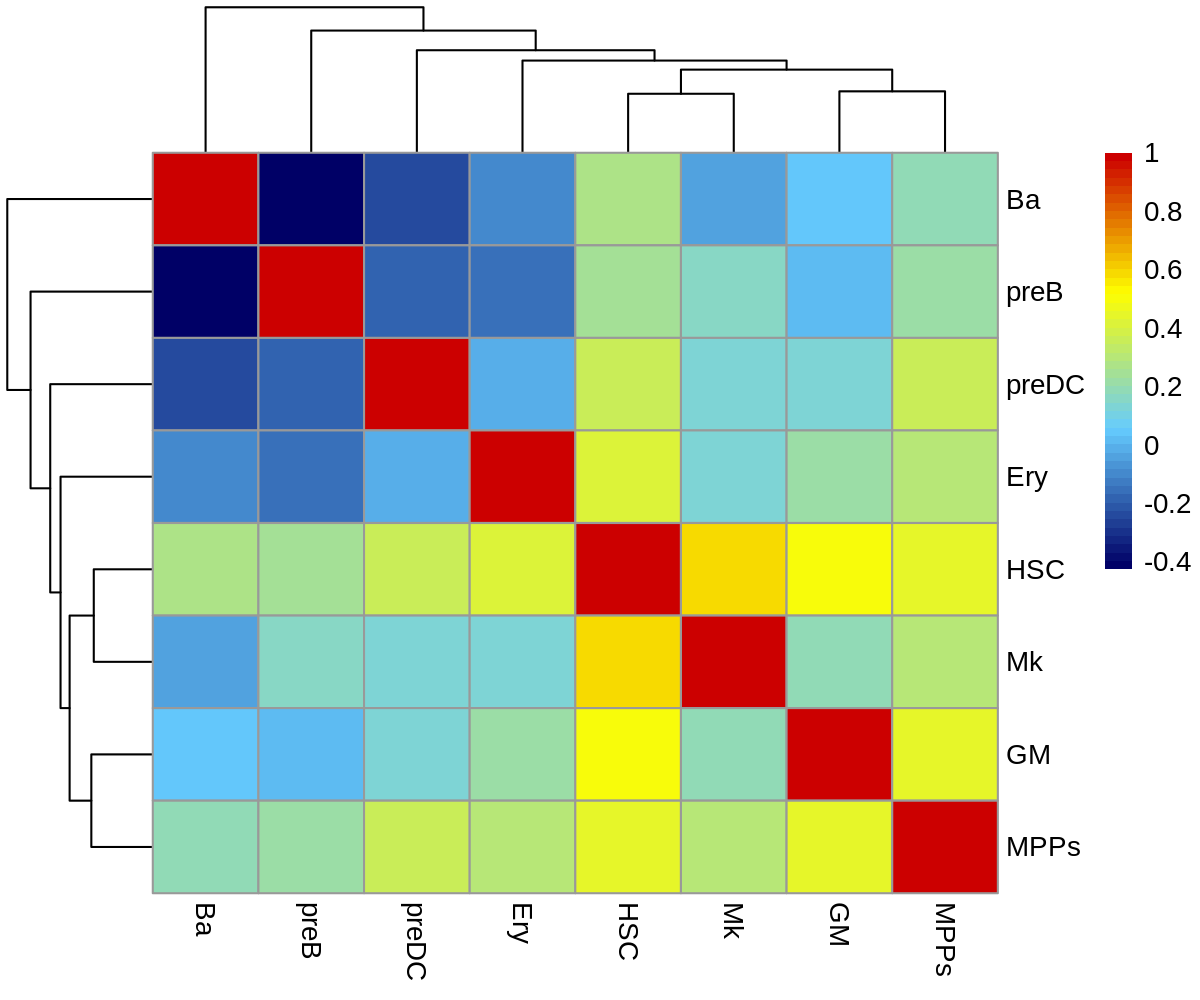 Ba
preB
preDC
Ery
HSC
Mk
GM
MPPs
1
0.8
0.6
0.4
0.2
0
-0.2
-0.4
Ba
preB
preDC
Ery
HSC
Mk
GM
MPPs